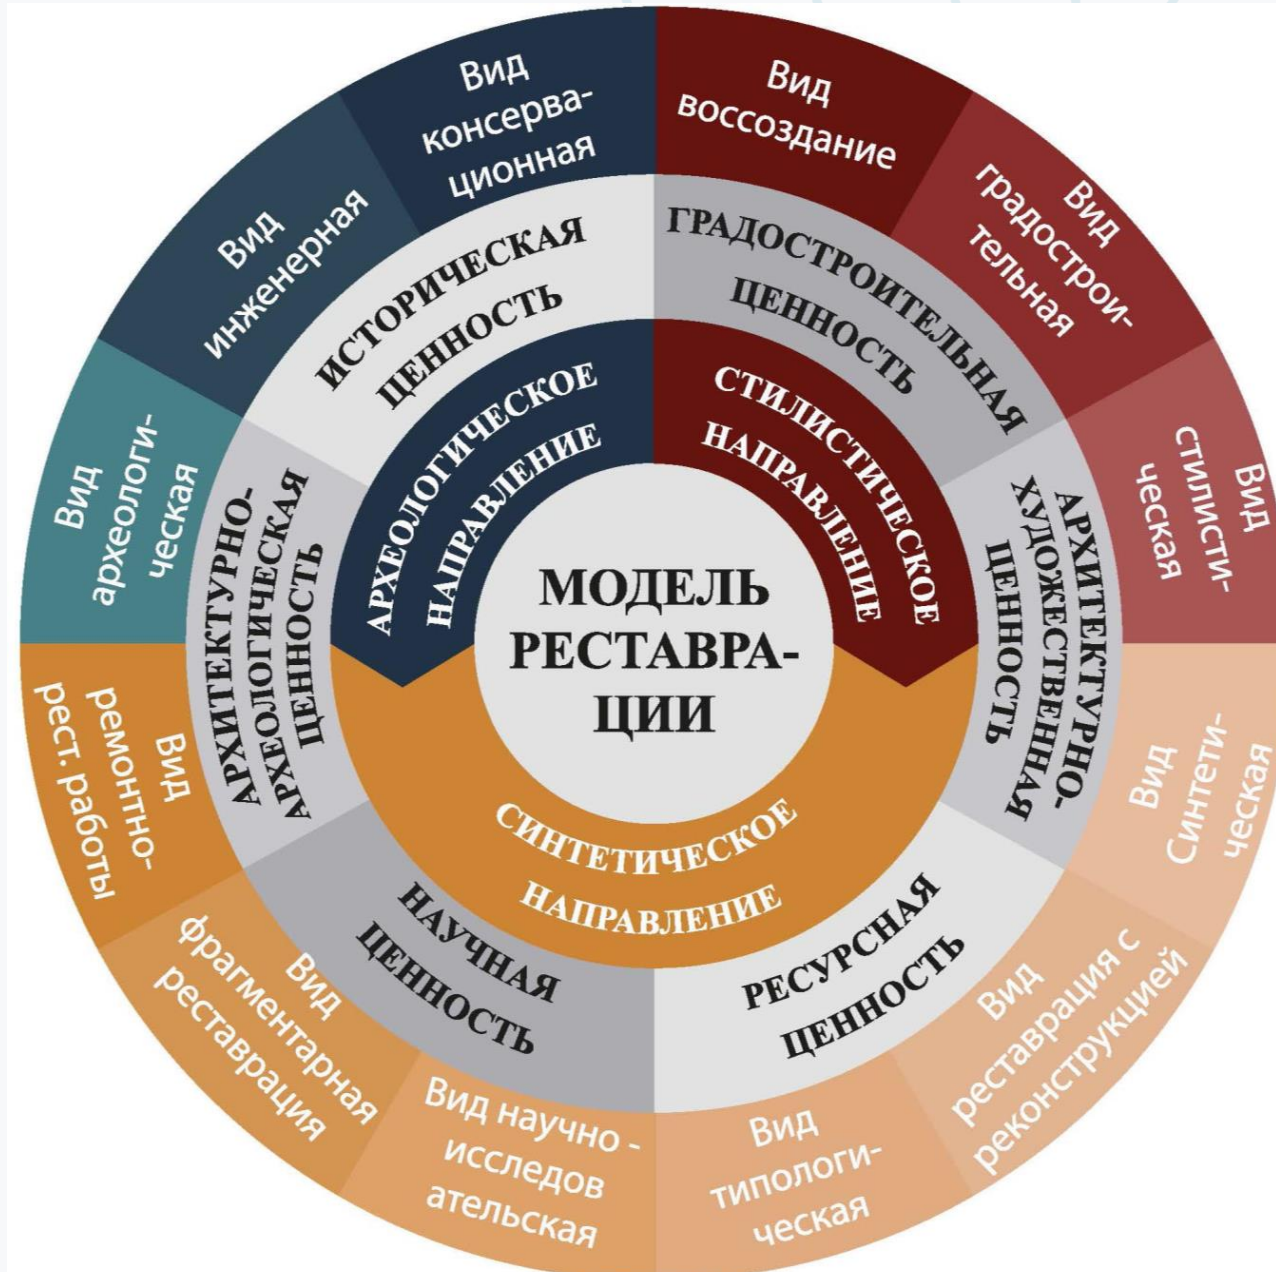 МОДЕЛЬ
РЕСТАВРА-
ЦИИ
АРХЕОЛОГИЧЕСКОЕ
НАПРАВЛЕНИЕ
СТИЛИСТИЧЕСКОЕ
НАПРАВЛЕНИЕ
СИНТЕТИЧЕСКОЕ
НАПРАВЛЕНИЕ
ИСТОРИЧЕСКАЯ
ЦЕННОСТЬ
ГРАДОСТРОИТЕЛЬНАЯ
ЦЕННОСТЬ
АРХИТЕКТУРНО-
ХУДОЖЕСТВЕННАЯ
ЦЕННОСТЬ
РЕСУРСНАЯ
ЦЕННОСТЬ
НАУЧНАЯ
ЦЕННОСТЬ
АРХИТЕКТУРНО-
АРХЕОЛОГИЧЕСКАЯ
ЦЕННОСТЬ
Вид
консерва-
ционная
Вид
воссоздание
Вид
градострои-
тельная
Вид
стилисти-
ческая
Вид
Синтети-
ческая
Вид
реставрация с
реконструкцией
Вид
типологи-
ческая
Вид научно -
исследов
ательская
Вид
фрагментарная
реставрация
Вид
ремонтно-
рест. работы
Вид
археологи-
ческая
Вид
инженерная